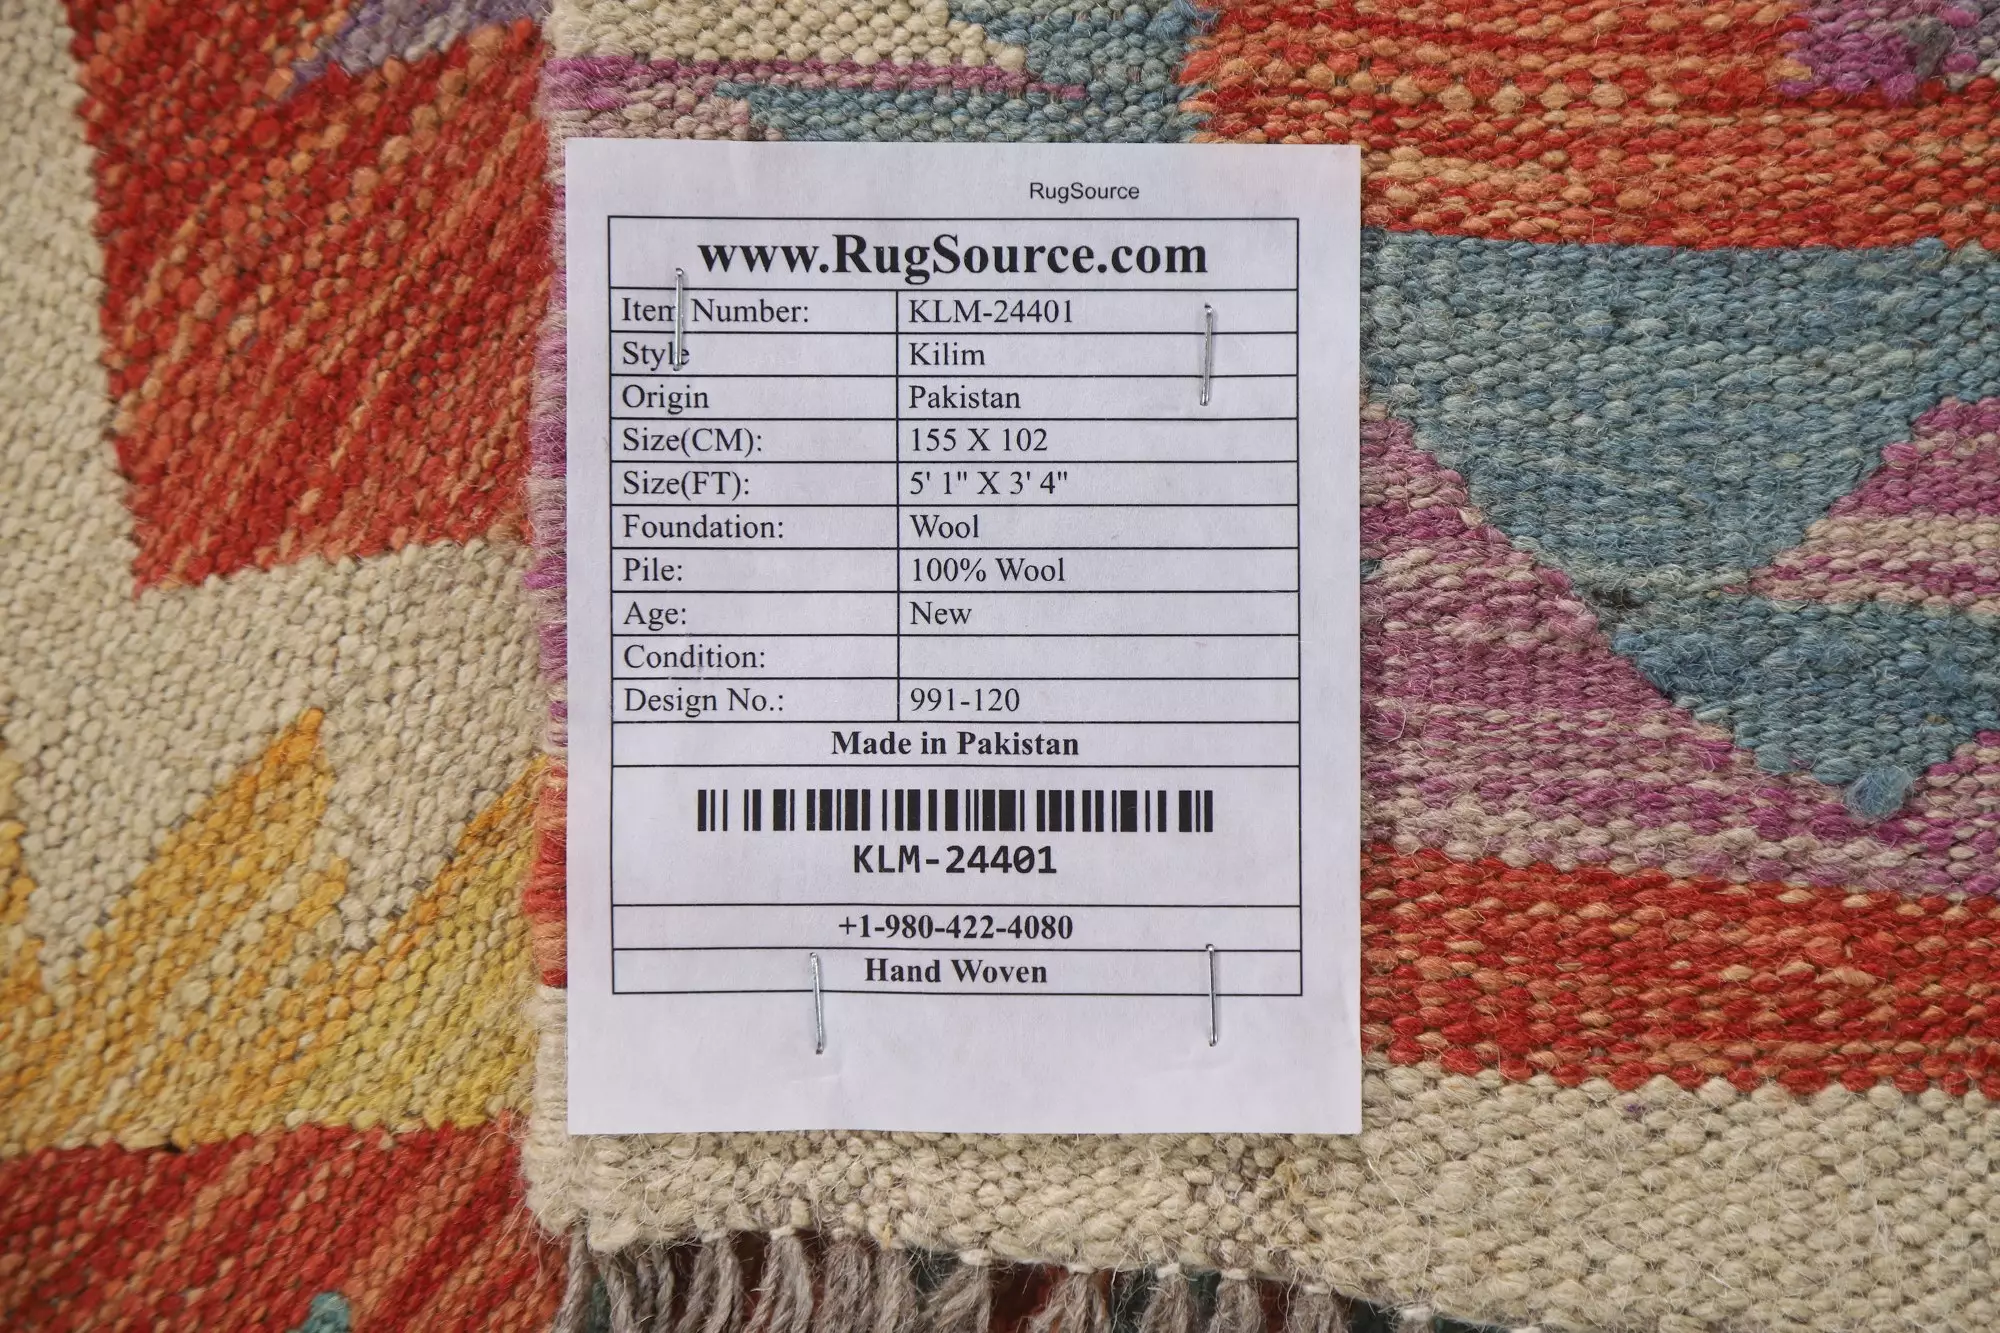 RugSource
www.RugSource.com
Item Number: KLM-24401
Style Kilim
Origin Pakistan
Size(CM): 155 X 102
Size(FT): 5' 1" X 3' 4"
Foundation: Wool
Pile: 100% Wool
Age: New
Condition:
Design No.: 991-120
Made in Pakistan
KLM-24401
+1-980-422-4080
Hand Woven